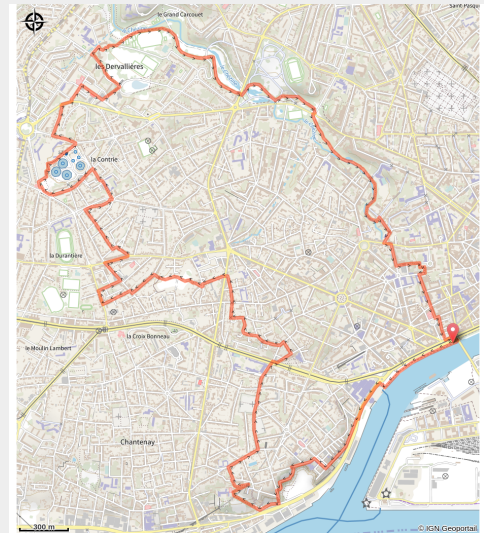 le Grand Carcouet
Saint-Pasqu
les Dervallières
la Contrie
la Durantière
la Croix Bonneau
le Moulin Lambert
Chantenay
300 m
© IGN Geoportail